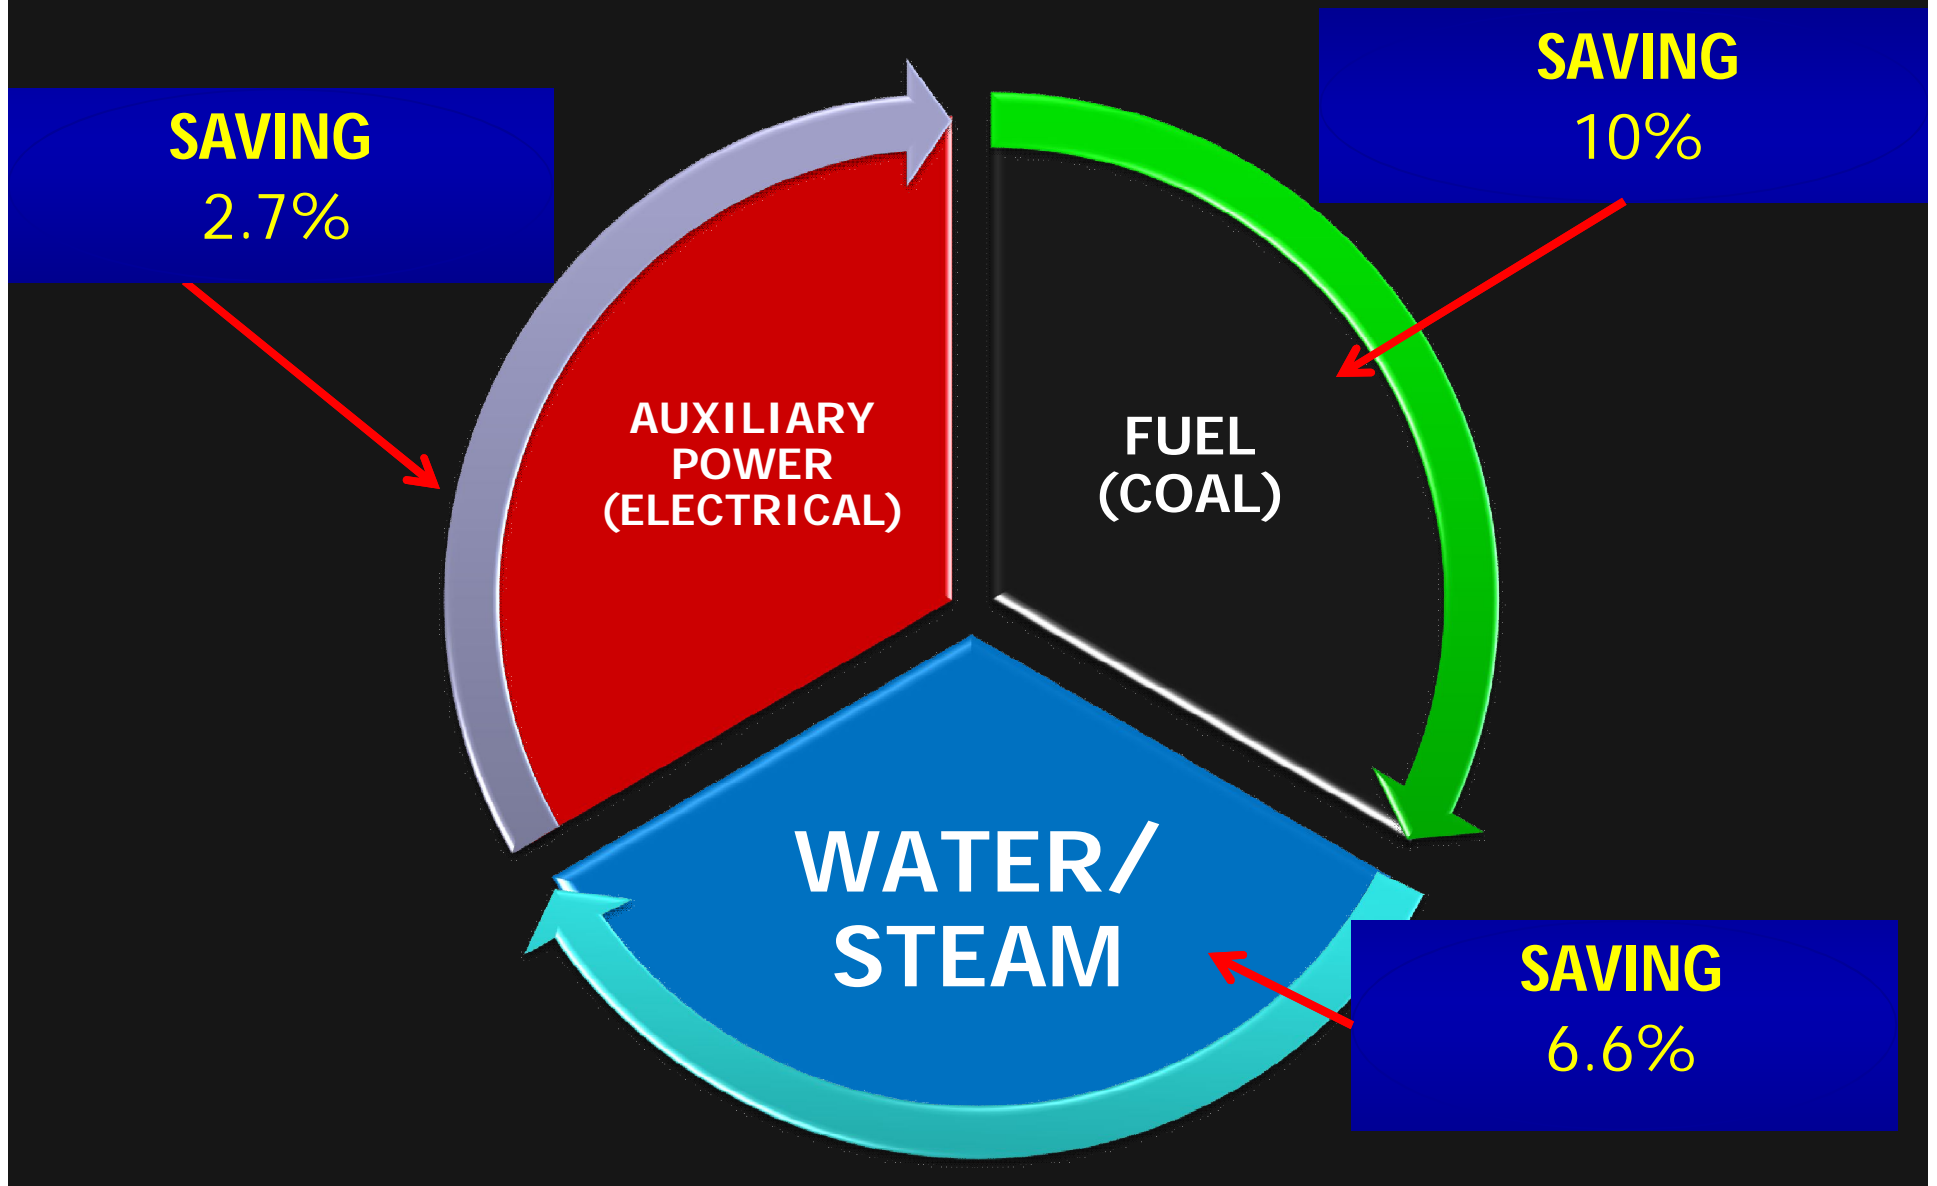 SAVING
2.7%
SAVING
10%
AUXILIARY
POWER
(ELECTRICAL)
FUEL
(COAL)
WATER/
STEAM
SAVING
6.6%